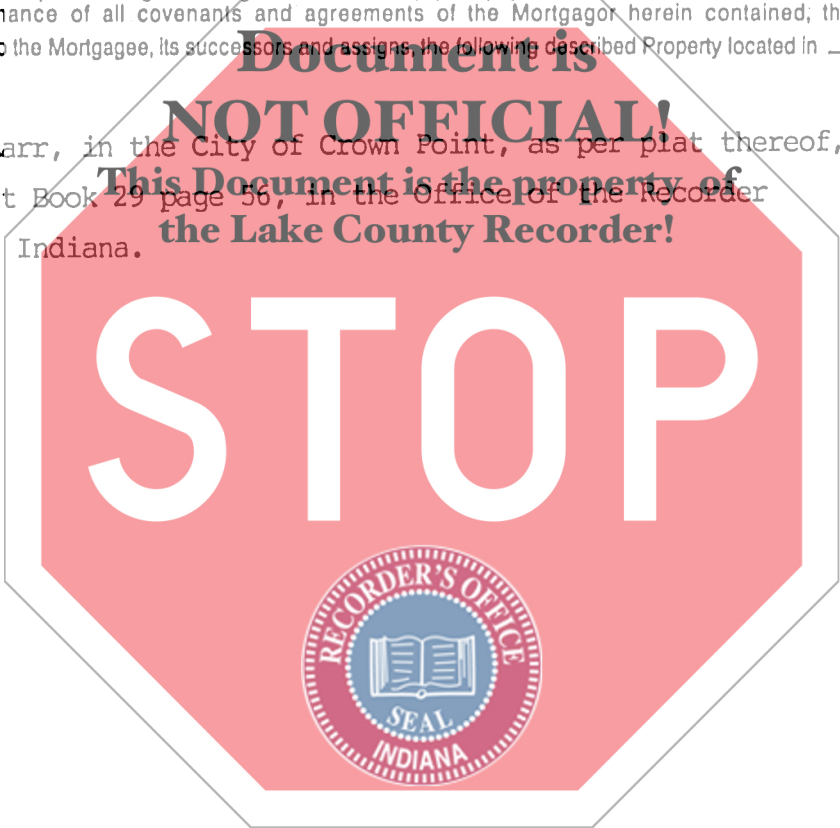 ance of all covenants and agreements of the Mortgagor herein contained; th
o the Mortgagee, its successors and assigns, the following described Property located in
Document is
NOT OFFICIAL!
arr, in the City of Crown Point, as per plat thereof,
This Document is the property of
t Book 29 page 56, in the Office of the Recorder
the Lake County Recorder!
Indiana.
STOP
RECORDER'S OFFICE
SEAL
INDIANA